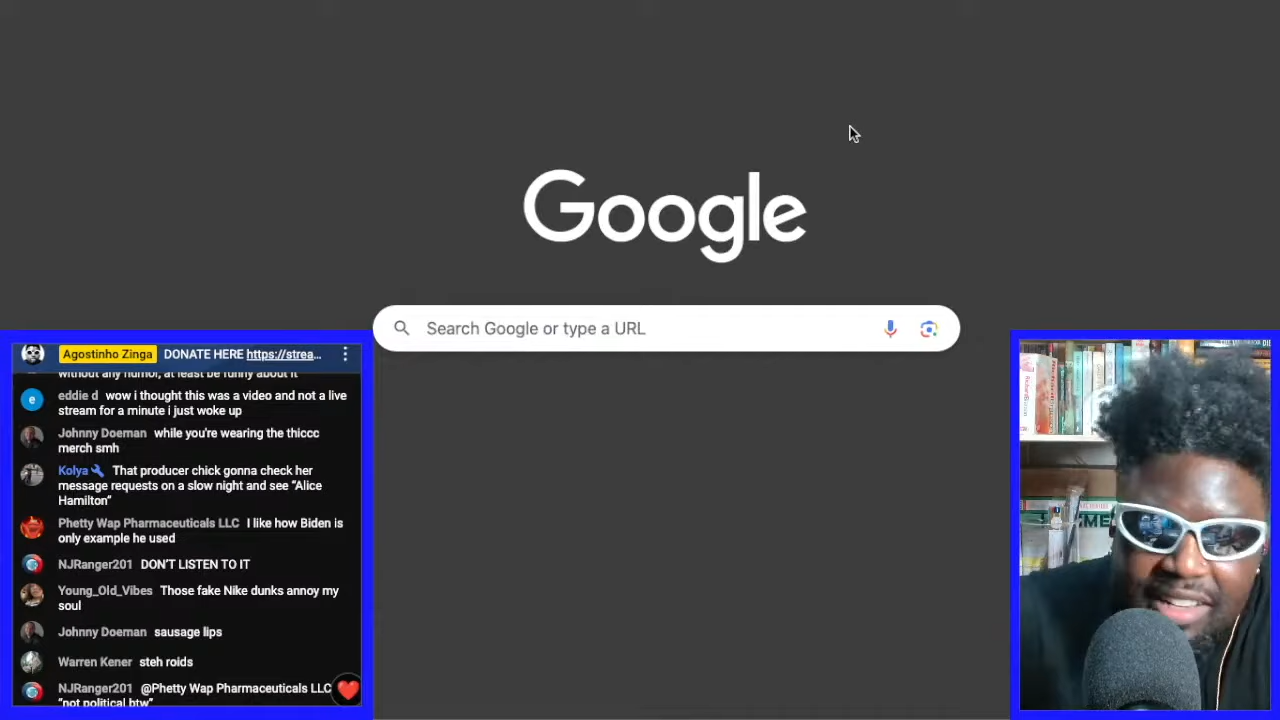 Google
Search Google or type a URL
Agostinho Zinga DONATE HERE https://strea...
without any humor, at least be funny about it
e
eddie d wow i thought this was a video and not a live
stream for a minute i just woke up
Johnny Doeman while you're wearing the thiccc
merch smh
Kolya That producer chick gonna check her
message requests on a slow night and see “Alice
Hamilton”
Phetty Wap Pharmaceuticals LLC I like how Biden is
only example he used
NJRanger201 DON'T LISTEN TO IT
Young_Old_Vibes Those fake Nike dunks annoy my
soul
Johnny Doeman sausage lips
Warren Kener steh roids
NJRanger201 @Phetty Wap Pharmaceuticals LLC
“not political btw”